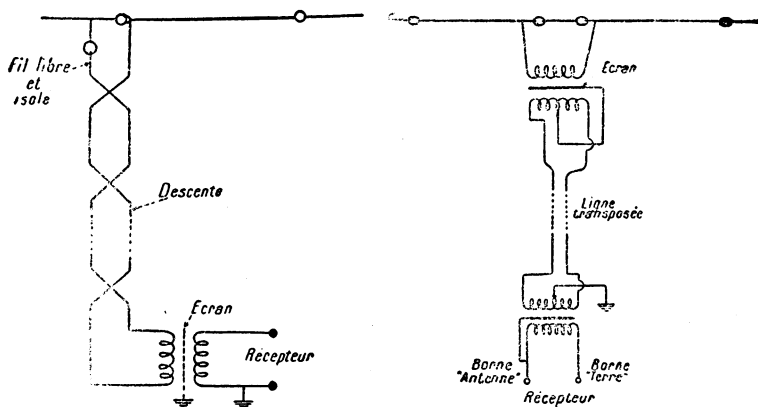 Fil libre
et
isolé
Descente
Ecran
Récepteur
Ecran
Ligne
transposée
Borne
"Antenne"
Borne
"Terre"
Récepteur